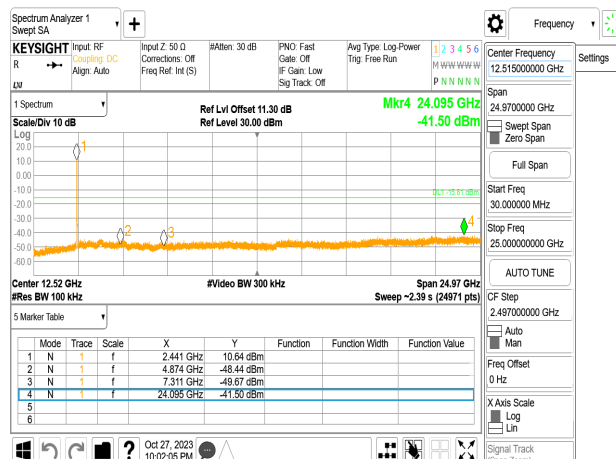 Spectrum Analyzer 1
Swept SA
Frequency
Settings
KEYSIGHT
R
LXI
Input: RF
Coupling: DC
Align: Auto
Input Z: 50 Ω
Corrections: Off
Freq Ref: Int (S)
#Atten: 30 dB
PNO: Fast
Gate: Off
IF Gain: Low
Sig Track: Off
Avg Type: Log-Power
Trig: Free Run
1 2 3 4 5 6
M W W W W W
P N N N N N
1 Spectrum
Scale/Div 10 dB
Ref Lvl Offset 11.30 dB
Ref Level 30.00 dBm
Mkr4 24.095 GHz
-41.50 dBm
Log
20.0
10.0
0.00
-10.0
-20.0
-30.0
-40.0
-50.0
-60.0
1
2
3
4
DL1 -15.61 dBm
Center 12.52 GHz
#Video BW 300 kHz
Span 24.97 GHz
#Res BW 100 kHz
Sweep ~2.39 s (24971 pts)
5 Marker Table
Mode Trace Scale X Y Function Function Width Function Value
1 N 1 f 2.441 GHz 10.64 dBm
2 N 1 f 4.874 GHz -48.44 dBm
3 N 1 f 7.311 GHz -49.67 dBm
4 N 1 f 24.095 GHz -41.50 dBm
5
6
Oct 27, 2023
10:02:05 PM
Center Frequency
12.515000000 GHz
Span
24.9700000 GHz
Swept Span
Zero Span
Full Span
Start Freq
30.000000 MHz
Stop Freq
25.000000000 GHz
AUTO TUNE
CF Step
2.497000000 GHz
Auto
Man
Freq Offset
0 Hz
X Axis Scale
Log
Lin
Signal Track